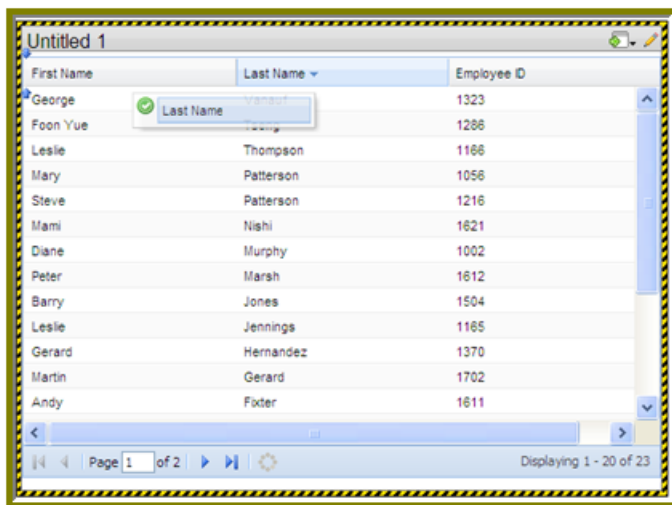 Untitled 1
First Name Last Name Employee ID
George 1323
Last Name
Foon Yue Tseng 1286
Leslie Thompson 1166
Mary Patterson 1056
Steve Patterson 1216
Mami Nishi 1621
Diane Murphy 1002
Peter Marsh 1612
Barry Jones 1504
Leslie Jennings 1165
Gerard Hernandez 1370
Martin Gerard 1702
Andy Fixter 1611
Page 1 of 2 Displaying 1 - 20 of 23